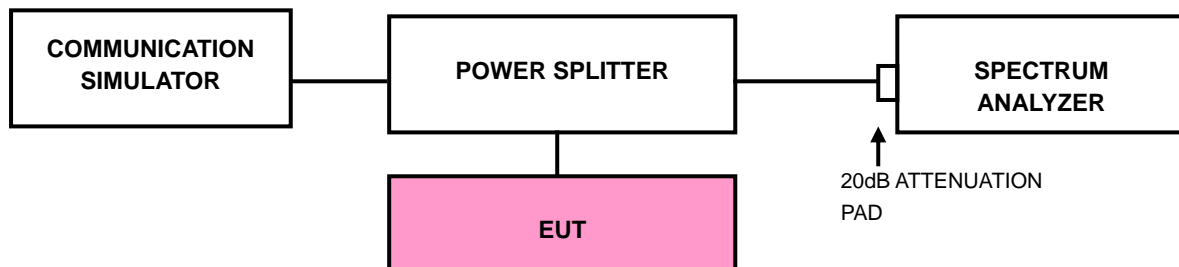 COMMUNICATION
SIMULATOR
POWER SPLITTER
SPECTRUM
ANALYZER
20dB ATTENUATION
PAD
EUT